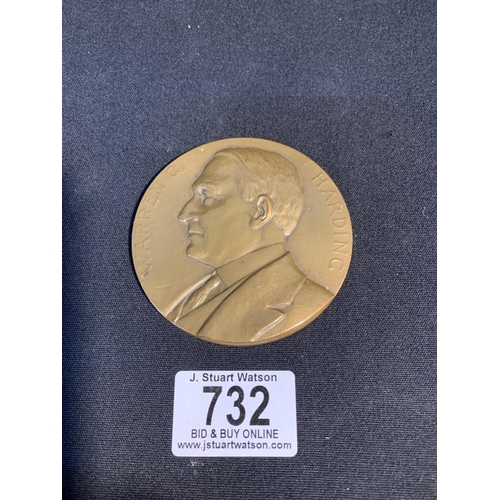 WARREN G. HARDING
J. Stuart Watson
732
BID & BUY ONLINE
www.jstuartwatson.com